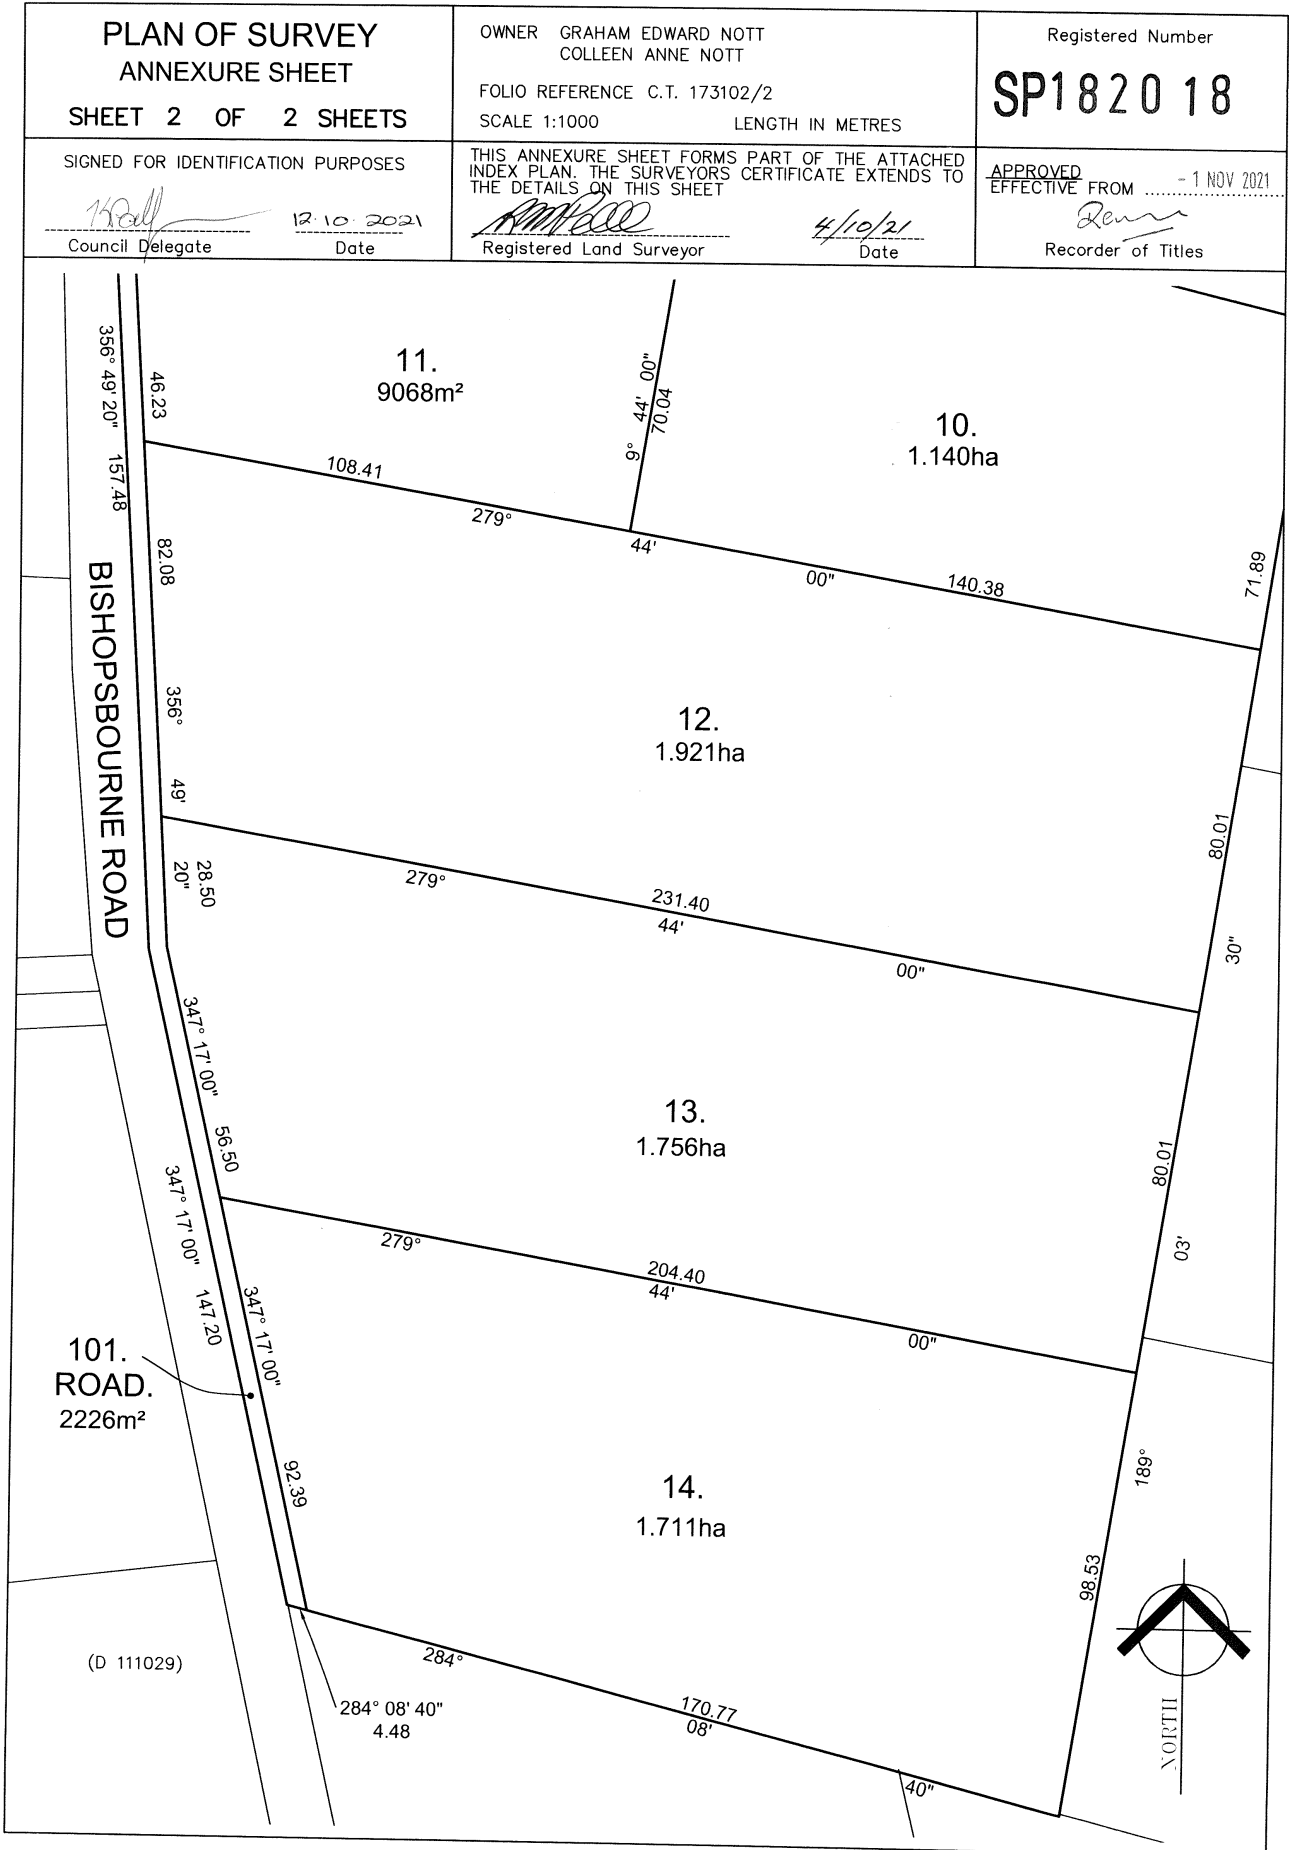 PLAN OF SURVEY
ANNEXURE SHEET
SHEET 2 OF 2 SHEETS
OWNER GRAHAM EDWARD NOTT
COLLEEN ANNE NOTT
FOLIO REFERENCE C.T. 173102/2
SCALE 1:1000 LENGTH IN METRES
Registered Number
SP182018
SIGNED FOR IDENTIFICATION PURPOSES
12·10·2021
Council Delegate Date
THIS ANNEXURE SHEET FORMS PART OF THE ATTACHED
INDEX PLAN. THE SURVEYORS CERTIFICATE EXTENDS TO
THE DETAILS ON THIS SHEET
4/10/21
Registered Land Surveyor Date
APPROVED
EFFECTIVE FROM - 1 NOV 2021
Recorder of Titles
356° 49' 20" 157.48
46.23
11.
9068m²
9° 44' 00"
70.04
10.
1.140ha
108.41
279°
44'
00"
140.38
71.89
82.08
356°
49'
20"
28.50
BISHOPSBOURNE ROAD
12.
1.921ha
80.01
279°
231.40
44'
00"
30"
347° 17' 00" 56.50
13.
1.756ha
80.01
03'
347° 17' 00" 147.20
279°
204.40
44'
00"
347° 17' 00" 92.39
101.
ROAD.
2226m²
14.
1.711ha
189°
98.53
(D 111029)
284°
170.77
08'
40"
284° 08' 40"
4.48
NORTH